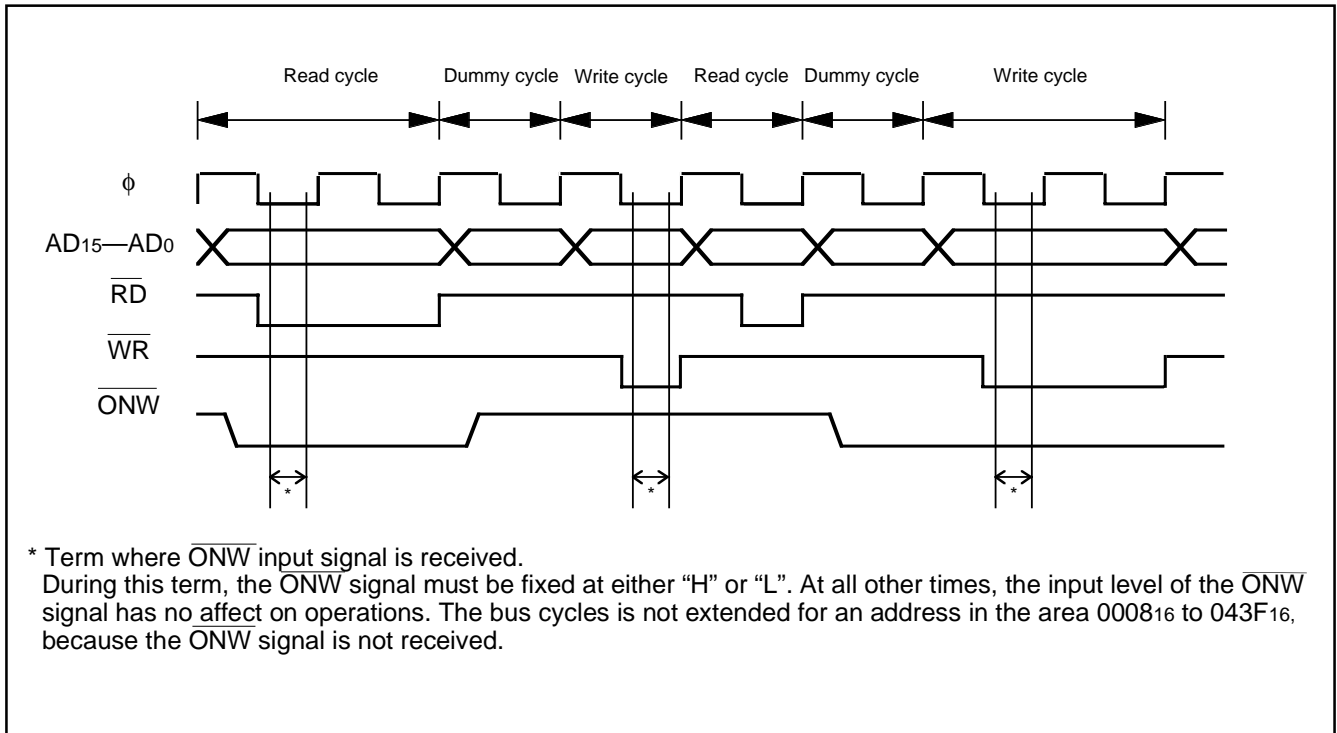 Read cycle Dummy cycle Write cycle Read cycle Dummy cycle Write cycle
ϕ
AD15—AD0
RD
WR
ONW
* * *
* Term where ONW input signal is received.
During this term, the ONW signal must be fixed at either “H” or “L”. At all other times, the input level of the ONW
signal has no affect on operations. The bus cycles is not extended for an address in the area 000816 to 043F16,
because the ONW signal is not received.